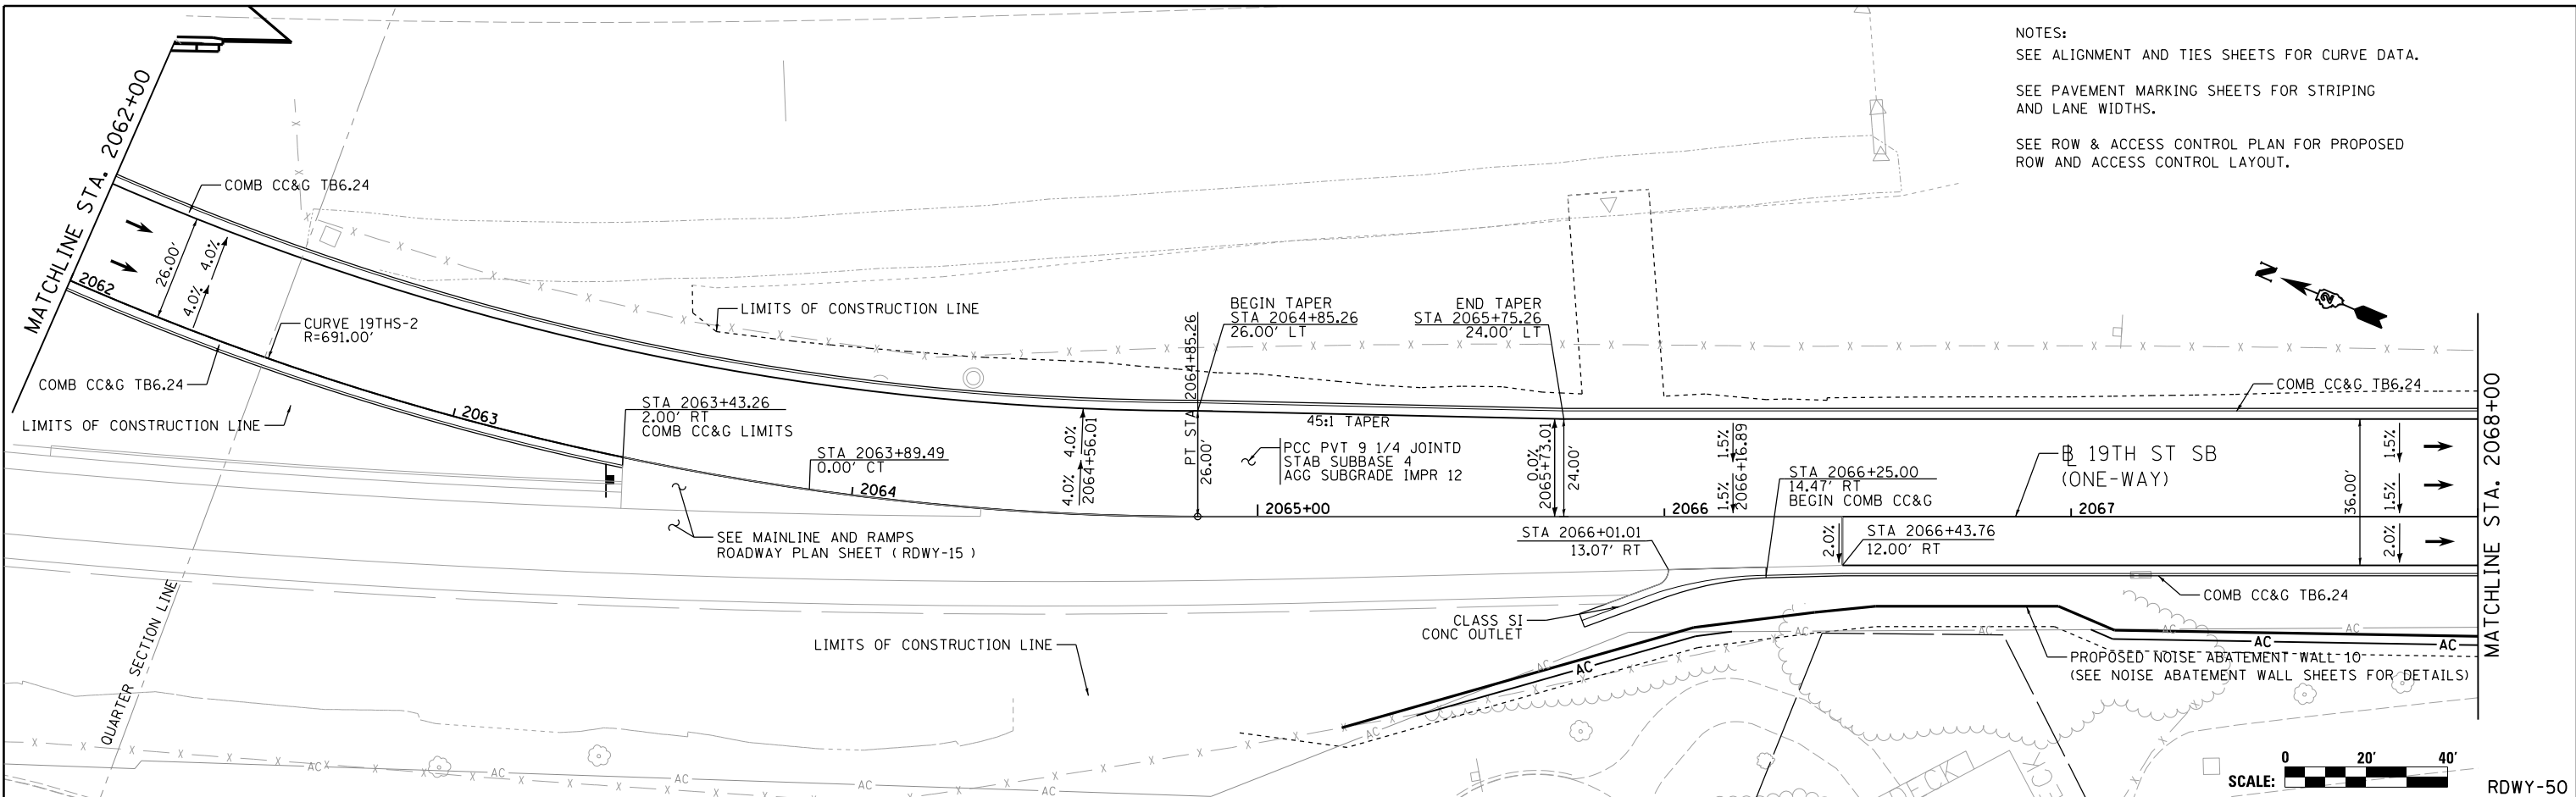 NOTES:
SEE ALIGNMENT AND TIES SHEETS FOR CURVE DATA.
SEE PAVEMENT MARKING SHEETS FOR STRIPING
AND LANE WIDTHS.
SEE ROW & ACCESS CONTROL PLAN FOR PROPOSED
ROW AND ACCESS CONTROL LAYOUT.
MATCHLINE STA. 2062+00
COMB CC&G TB6.24
26.00'
4.0%
4.0%
2062
CURVE 19THS-2
R=691.00'
COMB CC&G TB6.24
LIMITS OF CONSTRUCTION LINE
2063
STA 2063+43.26
2.00' RT
COMB CC&G LIMITS
STA 2063+89.49
0.00' CT
2064
SEE MAINLINE AND RAMPS
ROADWAY PLAN SHEET ( RDWY-15 )
QUARTER SECTION LINE
LIMITS OF CONSTRUCTION LINE
LIMITS OF CONSTRUCTION LINE
4.0%
4.0%
2064+56.01
PT STA 2064+85.26
26.00'
BEGIN TAPER
STA 2064+85.26
26.00' LT
END TAPER
STA 2065+75.26
24.00' LT
45:1 TAPER
PCC PVT 9 1/4 JOINTD
STAB SUBBASE 4
AGG SUBGRADE IMPR 12
2065+00
0.0%
2065+73.01
24.00'
1.5%
1.5%
2066+16.89
2066
STA 2066+25.00
14.47' RT
BEGIN COMB CC&G
STA 2066+01.01
13.07' RT
2.0%
STA 2066+43.76
12.00' RT
CLASS SI
CONC OUTLET
N
2
COMB CC&G TB6.24
℄ 19TH ST SB
(ONE-WAY)
2067
36.00'
1.5%
1.5%
2.0%
MATCHLINE STA. 2068+00
COMB CC&G TB6.24
PROPOSED NOISE ABATEMENT WALL 10
(SEE NOISE ABATEMENT WALL SHEETS FOR DETAILS)
AC
AC
AC
AC
AC
AC
AC
AC
AC
AC
AC
AC
AC
SCALE:
0 20' 40'
RDWY-50